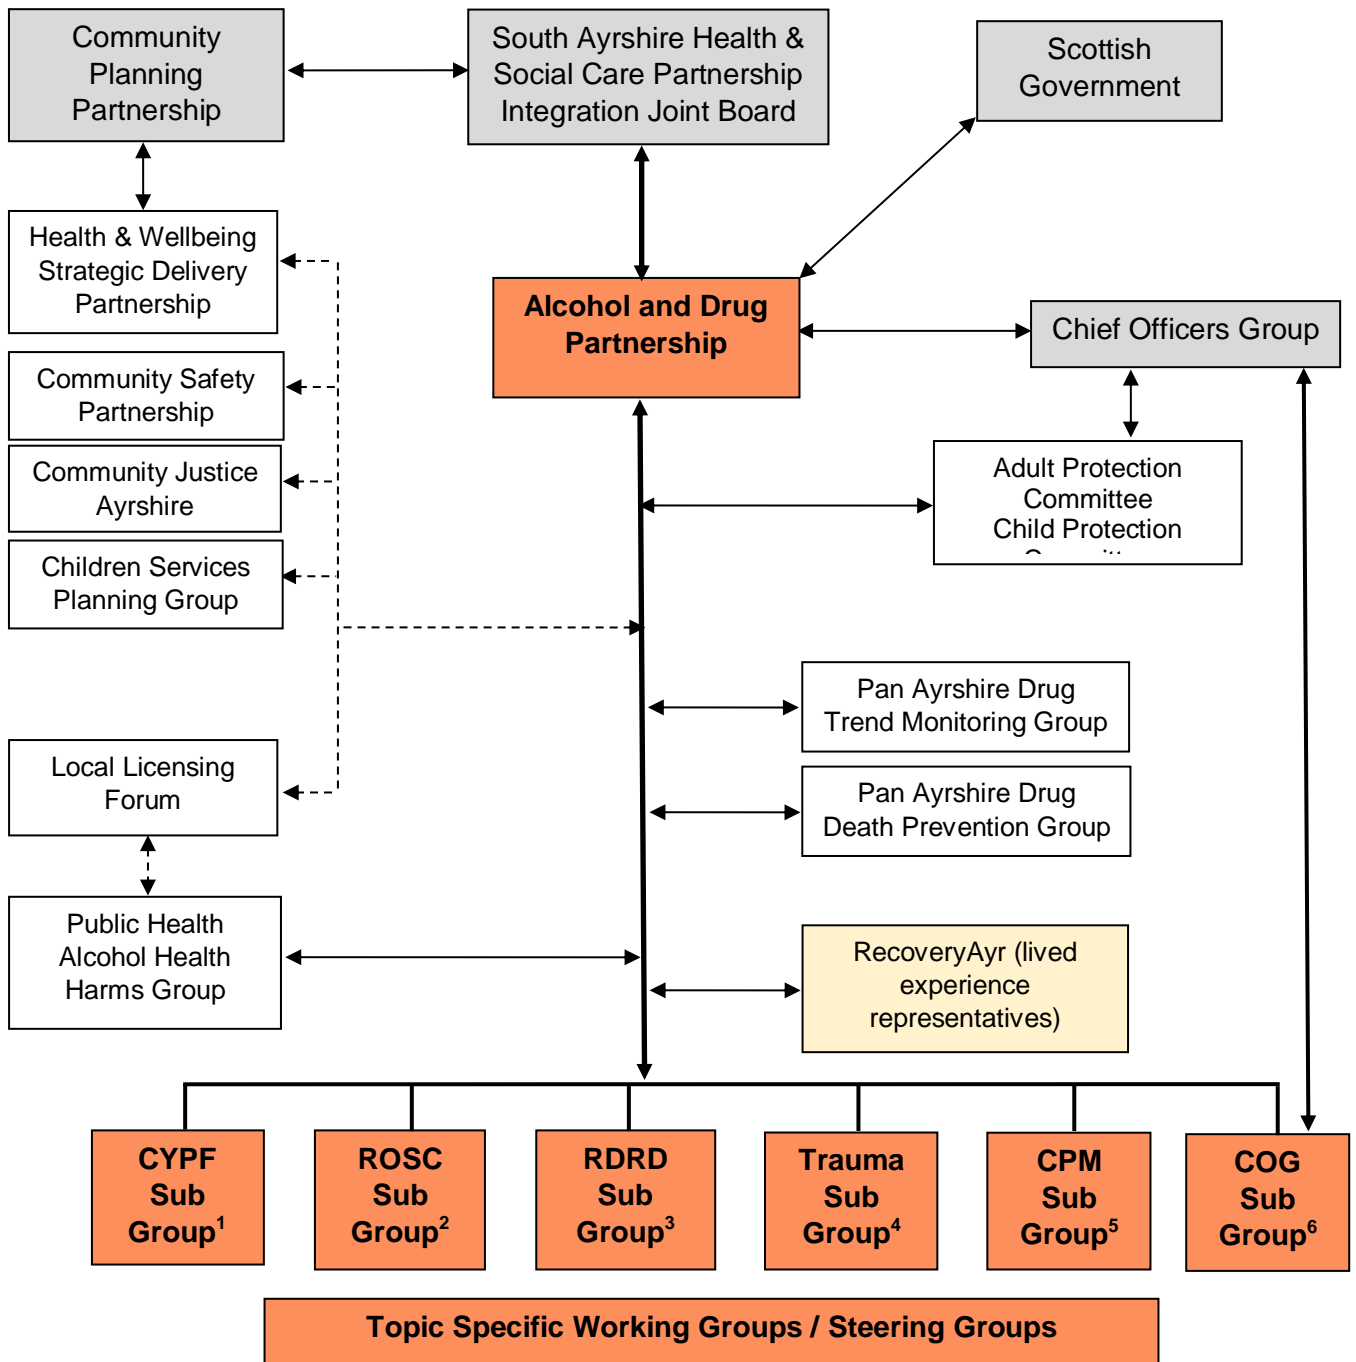 Community
Planning
Partnership
South Ayrshire Health &
Social Care Partnership
Integration Joint Board
Scottish
Government
Health & Wellbeing
Strategic Delivery
Partnership
Alcohol and Drug
Partnership
Chief Officers Group
Community Safety
Partnership
Community Justice
Ayrshire
Adult Protection
Committee
Child Protection
Children Services
Planning Group
Pan Ayrshire Drug
Trend Monitoring Group
Local Licensing
Forum
Pan Ayrshire Drug
Death Prevention Group
Public Health
Alcohol Health
Harms Group
RecoveryAyr (lived
experience
representatives)
CYPF
Sub
Group¹
ROSC
Sub
Group²
RDRD
Sub
Group³
Trauma
Sub
Group⁴
CPM
Sub
Group⁵
COG
Sub
Group⁶
Topic Specific Working Groups / Steering Groups